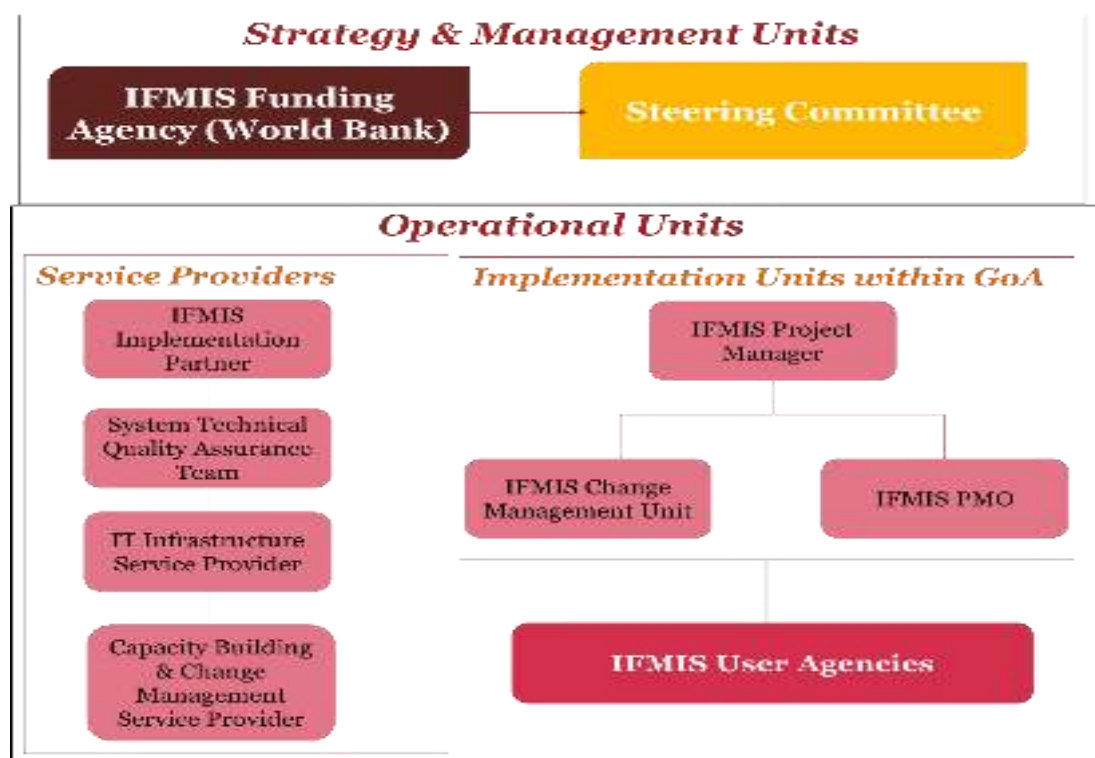 Strategy & Management Units
IFMIS Funding
Agency (World Bank)
Steering Committee
Operational Units
Service Providers
IFMIS
Implementation
Partner
System Technical
Quality Assurance
Team
IT Infrastructure
Service Provider
Capacity Building
& Change
Management
Service Provider
Implementation Units within GoA
IFMIS Project
Manager
IFMIS Change
Management Unit
IFMIS PMO
IFMIS User Agencies